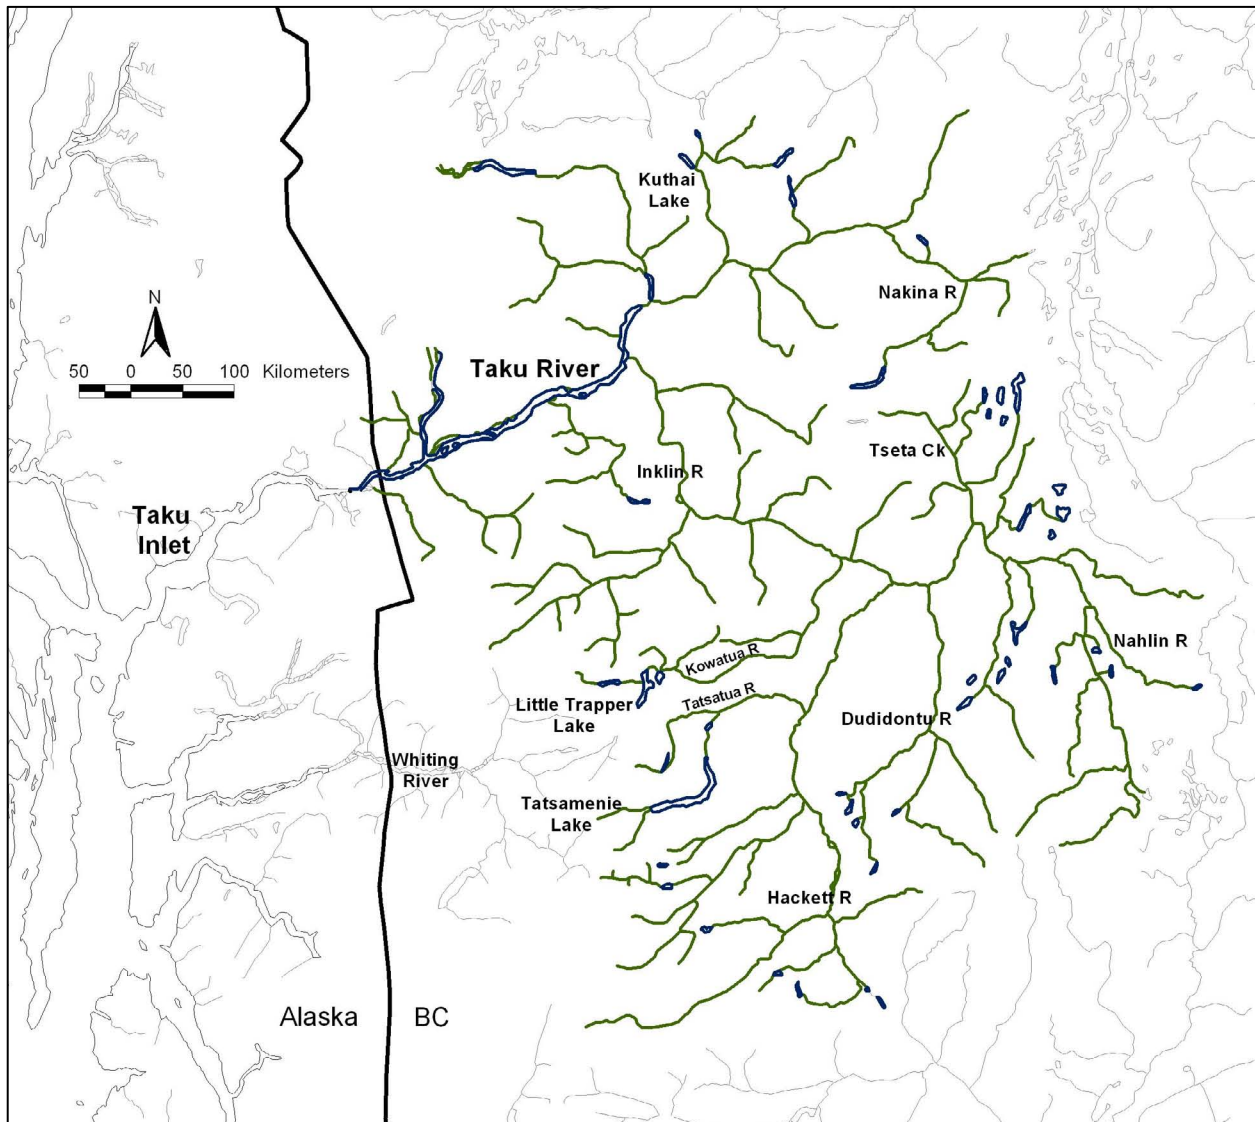 Kuthai
Lake
Nakina R
N
50 0 50 100 Kilometers
Taku River
Tseta Ck
Inklin R
Taku
Inlet
Nahlin R
Kowatua R
Tatsatua R
Little Trapper
Lake
Dudidontu R
Whiting
River
Tatsamenie
Lake
Hackett R
Alaska
BC